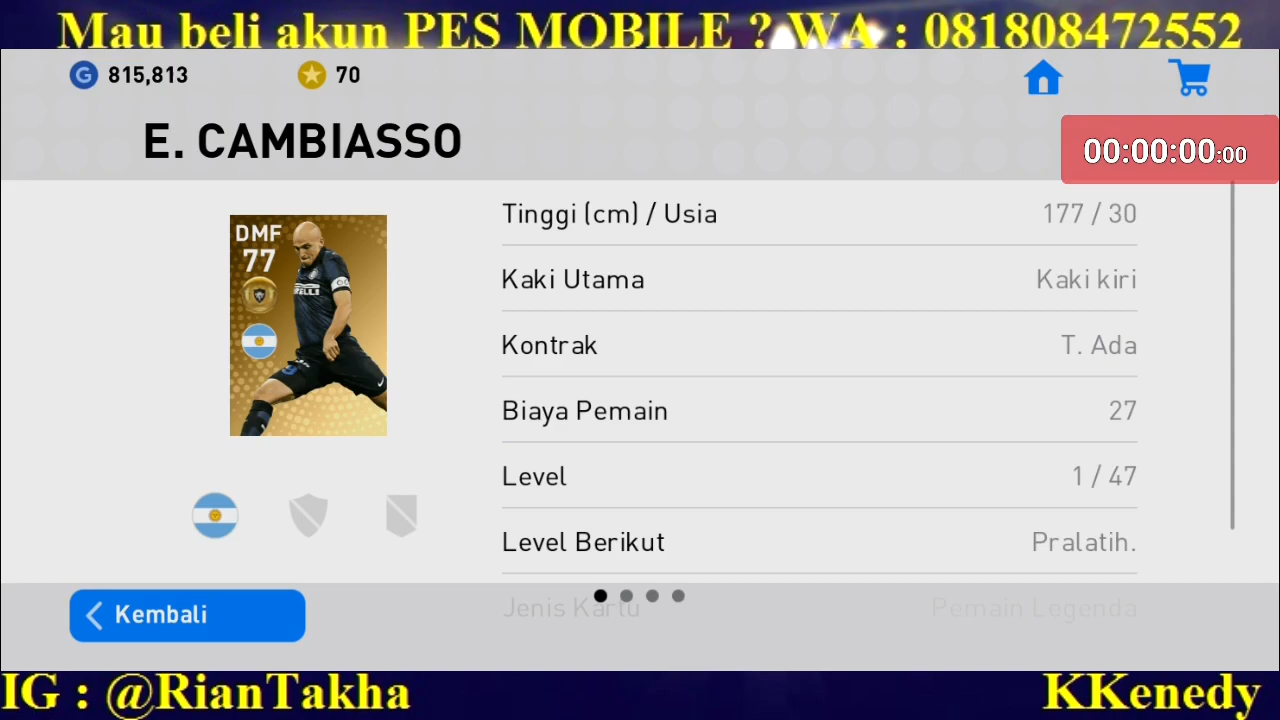 Mau beli akun PES MOBILE ? WA : 081808472552
G 815,813 70
E. CAMBIASSO
00:00:00:00
DMF
77
Tinggi (cm) / Usia 177 / 30
Kaki Utama Kaki kiri
Kontrak T. Ada
Biaya Pemain 27
Level 1 / 47
Level Berikut Pralatih.
Jenis Kartu Pemain Legenda
Kembali
IG : @RianTakha KKenedy